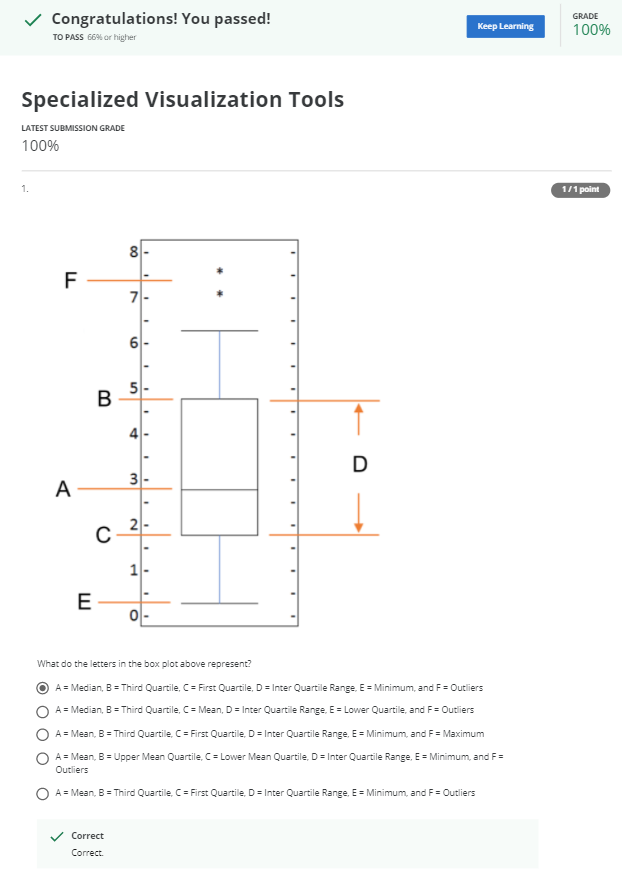 Congratulations! You passed!
TO PASS 66% or higher
Keep Learning
GRADE
100%
Specialized Visualization Tools
LATEST SUBMISSION GRADE
100%
1.
1 / 1 point
8
F
7
6
5
B
4
D
3
A
2
C
1
E
0
What do the letters in the box plot above represent?
A = Median, B = Third Quartile, C = First Quartile, D = Inter Quartile Range, E = Minimum, and F = Outliers
A = Median, B = Third Quartile, C = Mean, D = Inter Quartile Range, E = Lower Quartile, and F = Outliers
A = Mean, B = Third Quartile, C = First Quartile, D = Inter Quartile Range, E = Minimum, and F = Maximum
A = Mean, B = Upper Mean Quartile, C = Lower Mean Quartile, D = Inter Quartile Range, E = Minimum, and F =
Outliers
A = Mean, B = Third Quartile, C = First Quartile, D = Inter Quartile Range, E = Minimum, and F = Outliers
Correct
Correct.